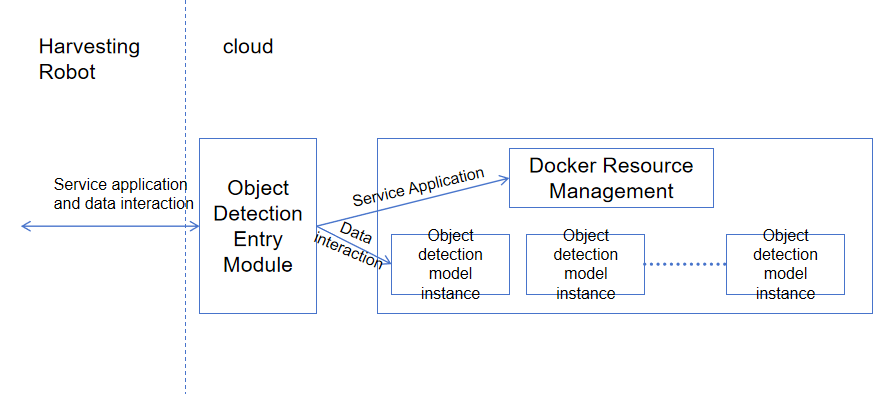 Harvesting
Robot
cloud
Service application
and data interaction
Object
Detection
Entry
Module
Service Application
Data
interaction
Docker Resource
Management
Object
detection
model
instance
Object
detection
model
instance
Object
detection
model
instance